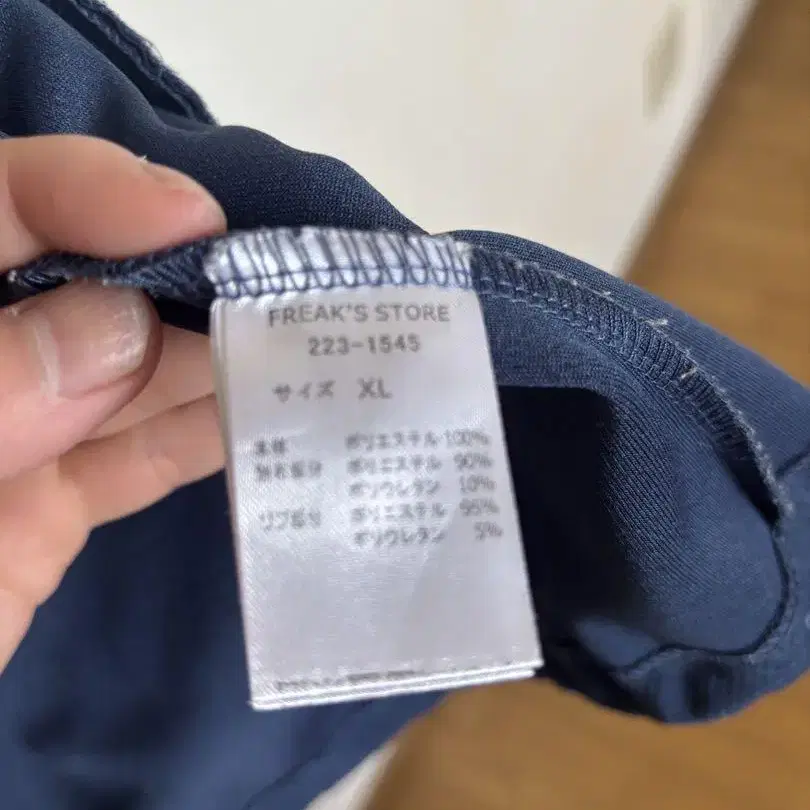 FREAK'S STORE
223-1545
サイズ XL
本体 ポリエステル 100%
別布部分 ポリエステル 90%
ポリウレタン 10%
リブ部分 ポリエステル 95%
ポリウレタン 5%